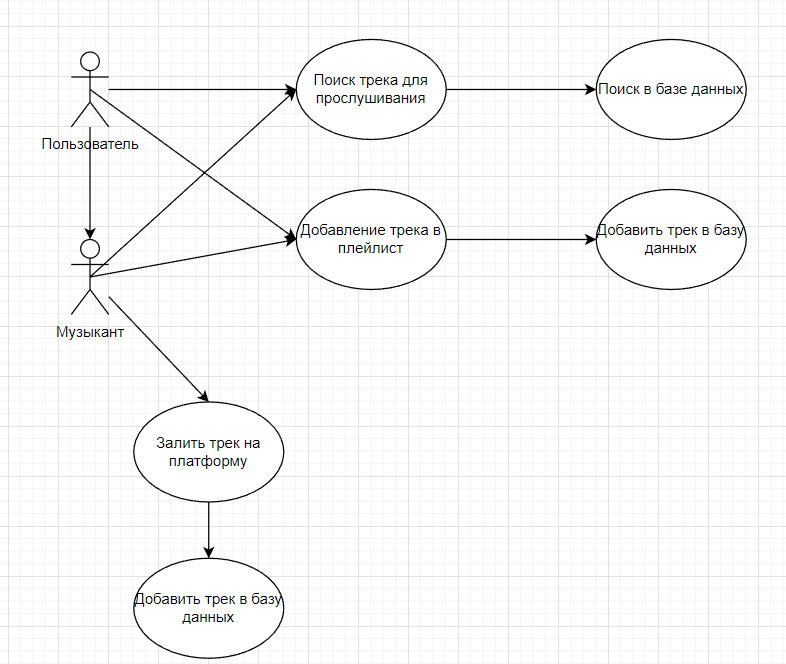 Поиск трека для
прослушивания
Поиск в базе данных
Пользователь
Добавление трека в
плейлист
Добавить трек в базу
данных
Музыкант
Залить трек на
платформу
Добавить трек в базу
данных